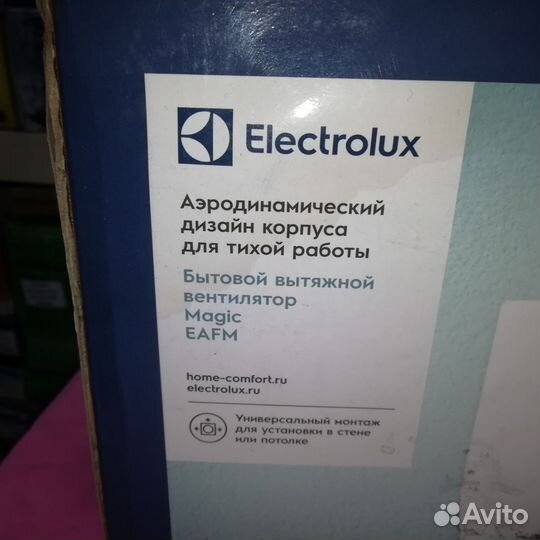 Electrolux
Аэродинамический
дизайн корпуса
для тихой работы
Бытовой вытяжной
вентилятор
Magic
EAFM
home-comfort.ru
electrolux.ru
Универсальный монтаж
для установки в стене
или потолке
Avito